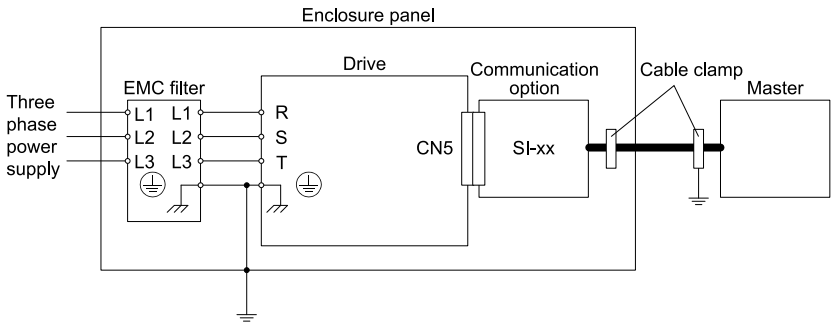 Enclosure panel
EMC filter
Drive
Communication
option
Cable clamp
Master
Three
phase
power
supply
L1 L1 R
L2 L2 S
L3 L3 T
CN5
SI-xx